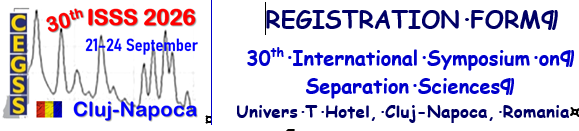 CEGSS
30th ISSS 2026
21-24 September
Cluj-Napoca
REGISTRATION FORM¶
30th International Symposium on¶
Separation Sciences¶
Univers T Hotel, Cluj-Napoca, Romania¤